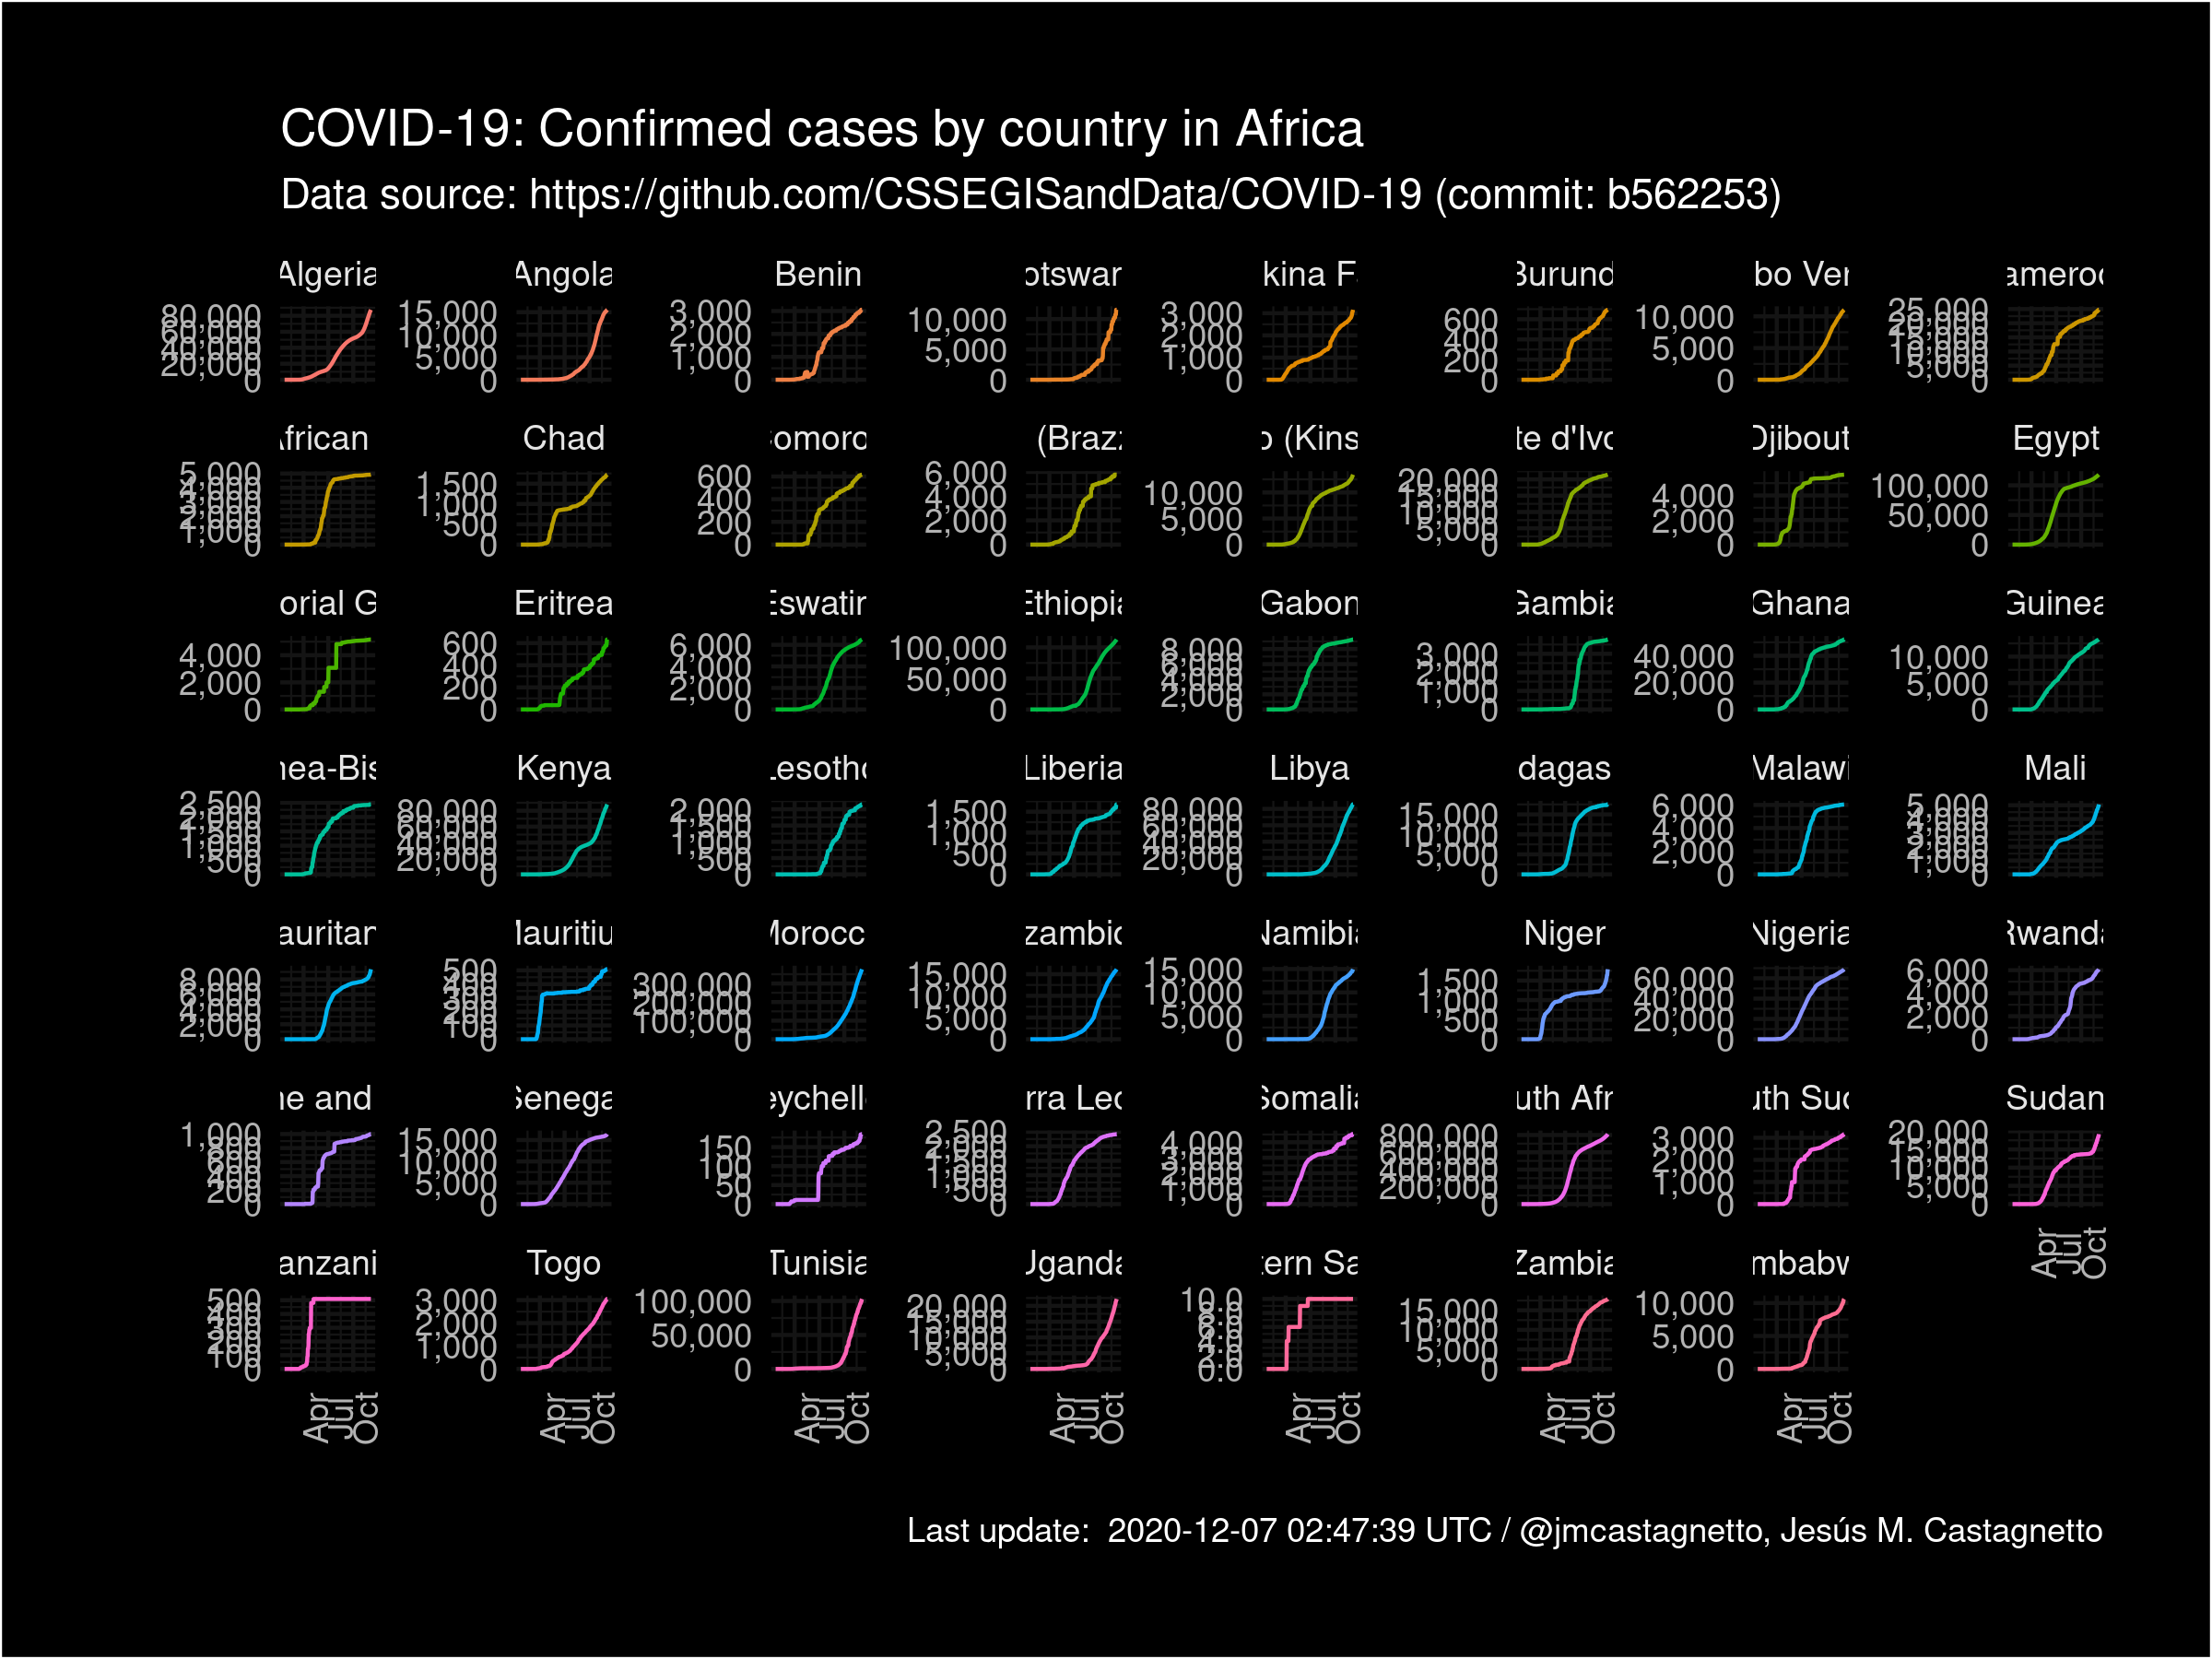 COVID-19: Confirmed cases by country in Africa
Data source: https://github.com/CSSEGISandData/COVID-19 (commit: b562253)
Algeria Angola Benin otswar kina F Burund bo Ver ameroo
80,000 60,000 40,000 20,000 0
15,000 10,000 5,000 0
3,000 2,000 1,000 0
10,000 5,000 0
3,000 2,000 1,000 0
600 400 200 0
10,000 5,000 0
25,000 20,000 15,000 10,000 5,000 0
African Chad omoro (Braz o (Kins te d'Ivo Djibout Egypt
5,000 4,000 3,000 2,000 1,000 0
1,500 1,000 500 0
600 400 200 0
6,000 4,000 2,000 0
10,000 5,000 0
20,000 15,000 10,000 5,000 0
4,000 2,000 0
100,000 50,000 0
orial G Eritrea Eswatin Ethiopia Gabon Gambia Ghana Guinea
4,000 2,000 0
600 400 200 0
6,000 4,000 2,000 0
100,000 50,000 0
8,000 6,000 4,000 2,000 0
3,000 2,000 1,000 0
40,000 20,000 0
10,000 5,000 0
nea-Bis Kenya Lesotho Liberia Libya dagas Malawi Mali
2,500 2,000 1,500 1,000 500 0
80,000 60,000 40,000 20,000 0
2,000 1,500 1,000 500 0
1,500 1,000 500 0
80,000 60,000 40,000 20,000 0
15,000 10,000 5,000 0
6,000 4,000 2,000 0
5,000 4,000 3,000 2,000 1,000 0
auritan Mauritiu Morocc zambic Namibia Niger Nigeria Rwanda
8,000 6,000 4,000 2,000 0
500 400 300 200 100 0
300,000 200,000 100,000 0
15,000 10,000 5,000 0
15,000 10,000 5,000 0
1,500 1,000 500 0
60,000 40,000 20,000 0
6,000 4,000 2,000 0
ne and Senega eychell rra Leo Somalia uth Afr uth Sud Sudan
1,000 800 600 400 200 0
15,000 10,000 5,000 0
150 100 50 0
2,500 2,000 1,500 1,000 500 0
4,000 3,000 2,000 1,000 0
800,000 600,000 400,000 200,000 0
3,000 2,000 1,000 0
20,000 15,000 10,000 5,000 0
Apr Jul Oct
anzani Togo Tunisia Uganda tern Sa Zambia mbabw
500 400 300 200 100 0
3,000 2,000 1,000 0
100,000 50,000 0
20,000 15,000 10,000 5,000 0
10.0 8.0 6.0 4.0 2.0 0.0
15,000 10,000 5,000 0
10,000 5,000 0
Apr Jul Oct Apr Jul Oct Apr Jul Oct Apr Jul Oct Apr Jul Oct Apr Jul Oct Apr Jul Oct
Last update: 2020-12-07 02:47:39 UTC / @jmcastagnetto, Jesús M. Castagnetto